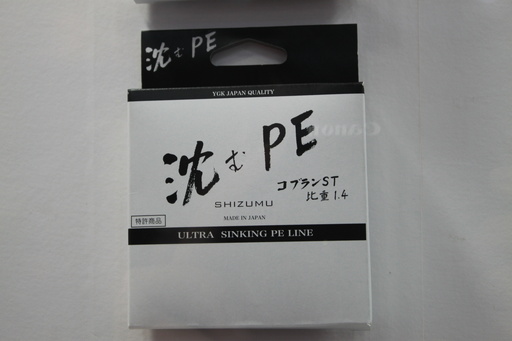 沈む PE
YGK JAPAN QUALITY
沈む PE
コブランST
SHIZUMU
比重1.4
MADE IN JAPAN
特許商品
ULTRA SINKING PE LINE